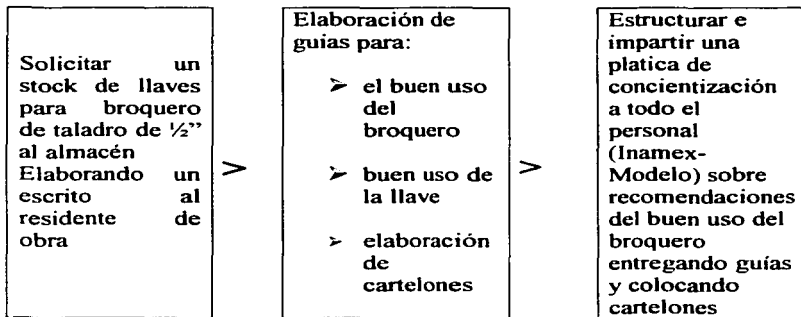 Solicitar un
stock de llaves
para broquero
de taladro de ½”
al almacén
Elaborando un
escrito al
residente de
obra
>
Elaboración de
guías para:
➢ el buen uso
del
broquero
➢ buen uso de
la llave
➢ elaboración
de
cartelones
>
Estructurar e
impartir una
platica de
concientización
a todo el
personal
(Inamex-
Modelo) sobre
recomendaciones
del buen uso del
broquero
entregando guías
y colocando
cartelones